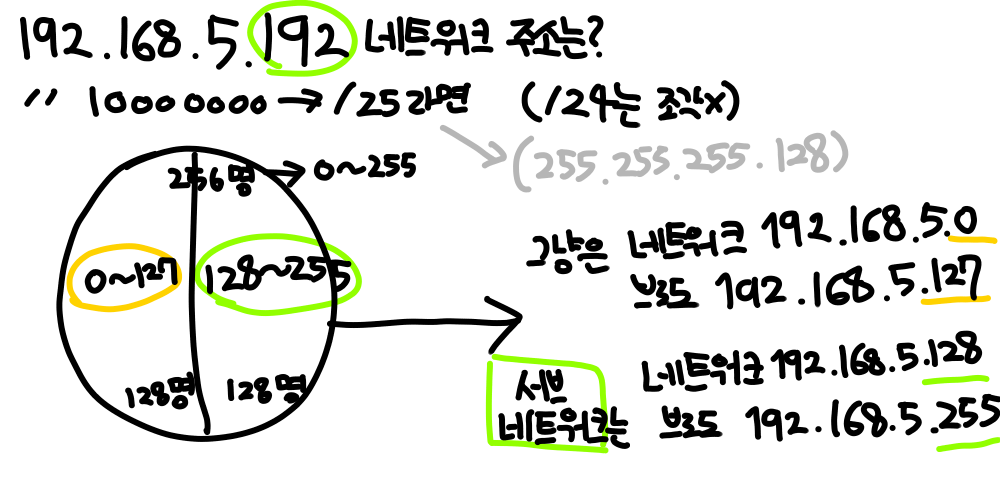 192.168.5.192 네트워크 주소는?
〃 10000000 → /25라면 (/24는 조각x)
(255.255.255.128)
256명 → 0~255
0~127
128~255
128명
128명
그냥은 네트워크 192.168.5.0
브로드 192.168.5.127
서브
네트워크는
네트워크 192.168.5.128
브로드 192.168.5.255